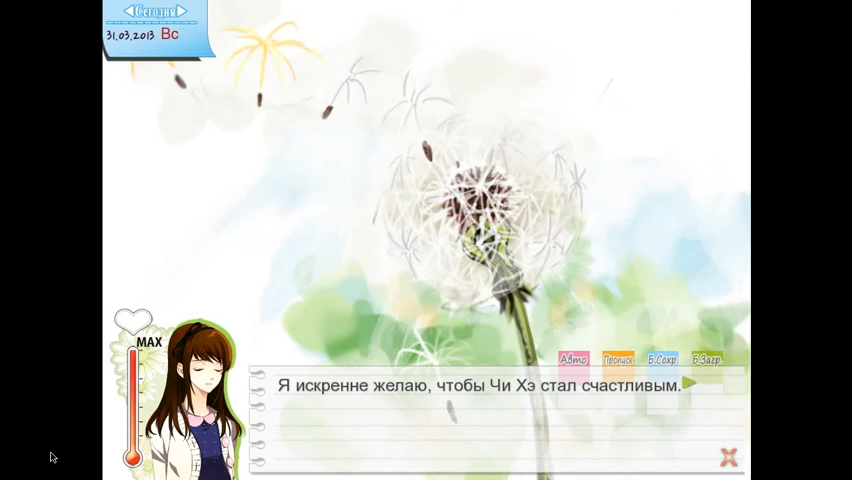 Сегодня
31.03.2013 Вс
MAX
Авто Пропуск Б.Сохр. Б.Загр.
Я искренне желаю, чтобы Чи Хэ стал счастливым.